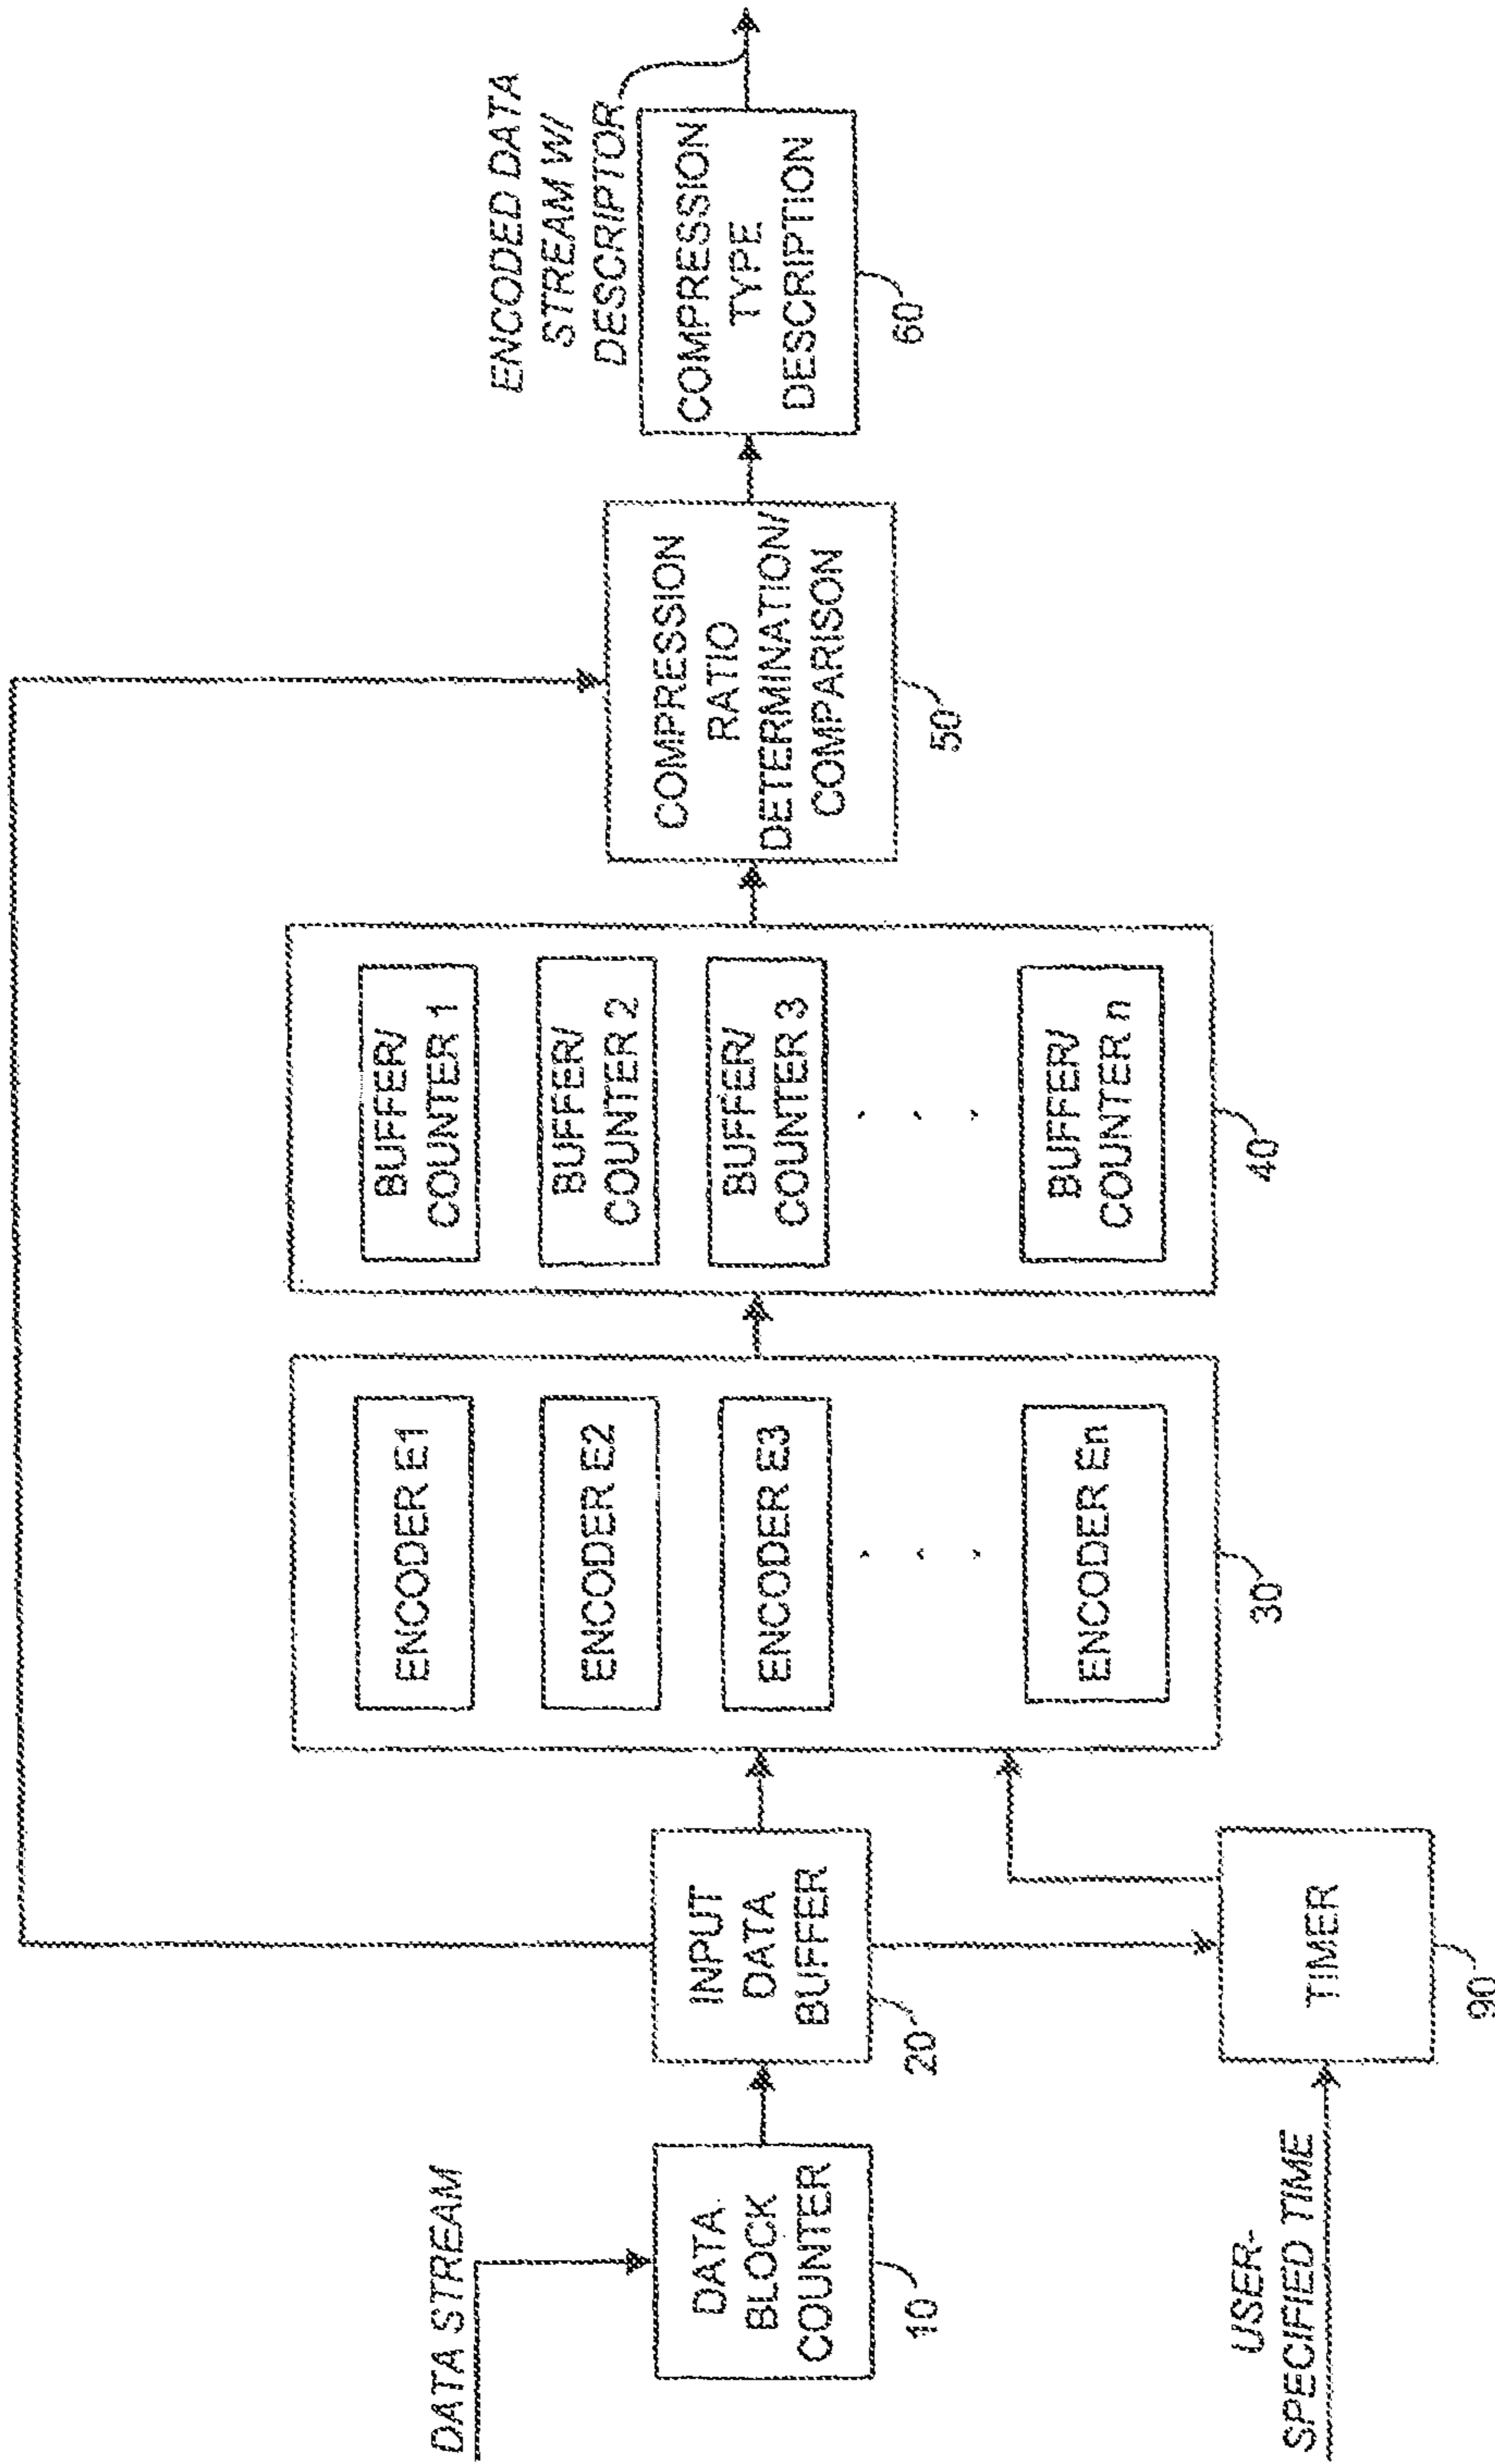 DATA STREAM
DATA
BLOCK
COUNTER
10
INPUT
DATA
BUFFER
20
USER-
SPECIFIED TIME
TIMER
90
ENCODER E1
ENCODER E2
ENCODER E3
. . .
ENCODER En
30
BUFFER/
COUNTER 1
BUFFER/
COUNTER 2
BUFFER/
COUNTER 3
. . .
BUFFER/
COUNTER n
40
COMPRESSION
RATIO
DETERMINATION/
COMPARISON
50
COMPRESSION
TYPE
DESCRIPTION
60
ENCODED DATA
STREAM W/
DESCRIPTOR